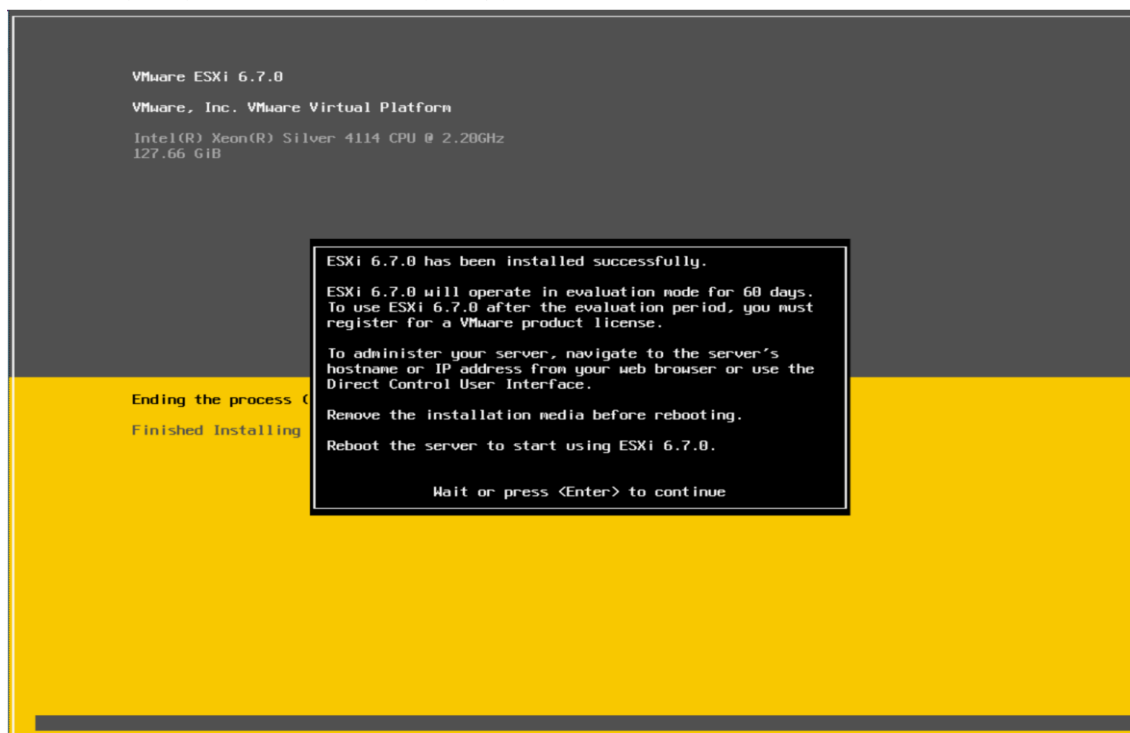 VMware ESXi 6.7.0
VMware, Inc. VMware Virtual Platform
Intel(R) Xeon(R) Silver 4114 CPU @ 2.20GHz
127.66 GiB
ESXi 6.7.0 has been installed successfully.
ESXi 6.7.0 will operate in evaluation mode for 60 days.
To use ESXi 6.7.0 after the evaluation period, you must
register for a VMware product license.
To administer your server, navigate to the server's
hostname or IP address from your web browser or use the
Direct Control User Interface.
Remove the installation media before rebooting.
Reboot the server to start using ESXi 6.7.0.
Wait or press <Enter> to continue
Ending the process (
Finished Installing